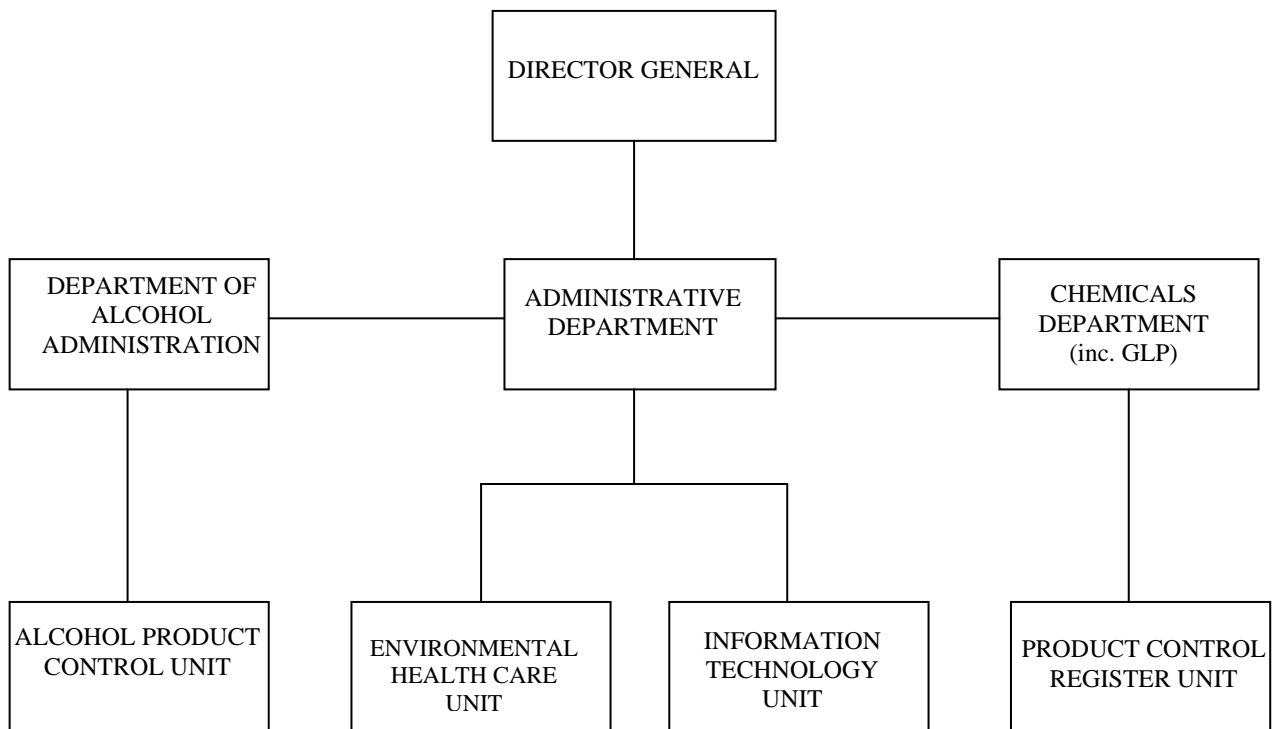 DIRECTOR GENERAL
DEPARTMENT OF
ALCOHOL
ADMINISTRATION
ADMINISTRATIVE
DEPARTMENT
CHEMICALS
DEPARTMENT
(inc. GLP)
ALCOHOL PRODUCT
CONTROL UNIT
ENVIRONMENTAL
HEALTH CARE
UNIT
INFORMATION
TECHNOLOGY
UNIT
PRODUCT CONTROL
REGISTER UNIT